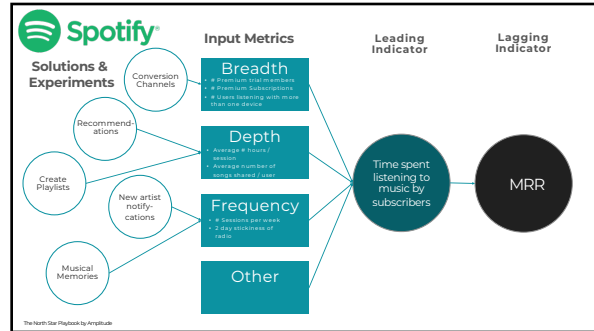 Spotify®
Solutions &
Experiments
Input Metrics
Leading
Indicator
Lagging
Indicator
Conversion
Channels
Recommend-
ations
Create
Playlists
New artist
notify-
cations
Musical
Memories
Breadth
• # Premium trial members
• # Premium Subscriptions
• # Users listening with more
than one device
Depth
• Average # hours /
session
• Average number of
songs shared / user
Frequency
• # Sessions per week
• 2 day stickiness of
radio
Other
Time spent
listening to
music by
subscribers
MRR
The North Star Playbook by Amplitude